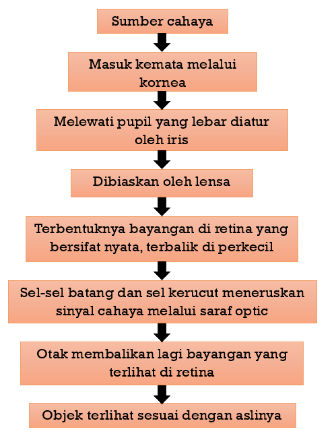 Sumber cahaya
Masuk kemata melalui
kornea
Melewati pupil yang lebar diatur
oleh iris
Dibiaskan oleh lensa
Terbentuknya bayangan di retina yang
bersifat nyata, terbalik di perkecil
Sel-sel batang dan sel kerucut meneruskan
sinyal cahaya melalui saraf optic
Otak membalikan lagi bayangan yang
terlihat di retina
Objek terlihat sesuai dengan aslinya